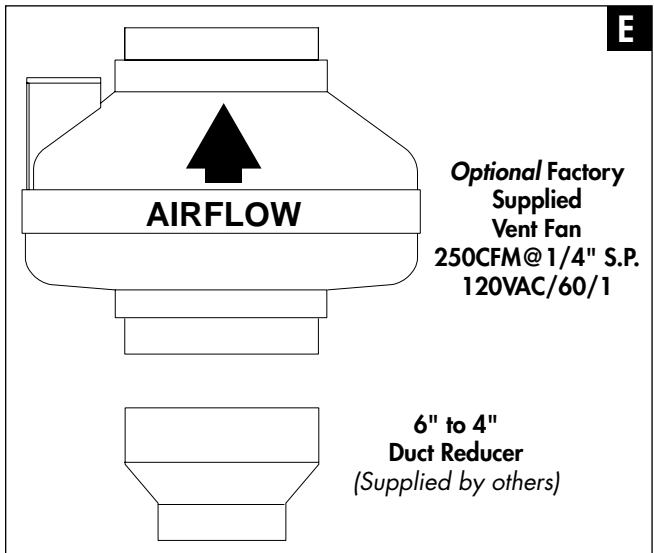 E
AIRFLOW
Optional Factory
Supplied
Vent Fan
250CFM@1/4" S.P.
120VAC/60/1
6" to 4"
Duct Reducer
(Supplied by others)